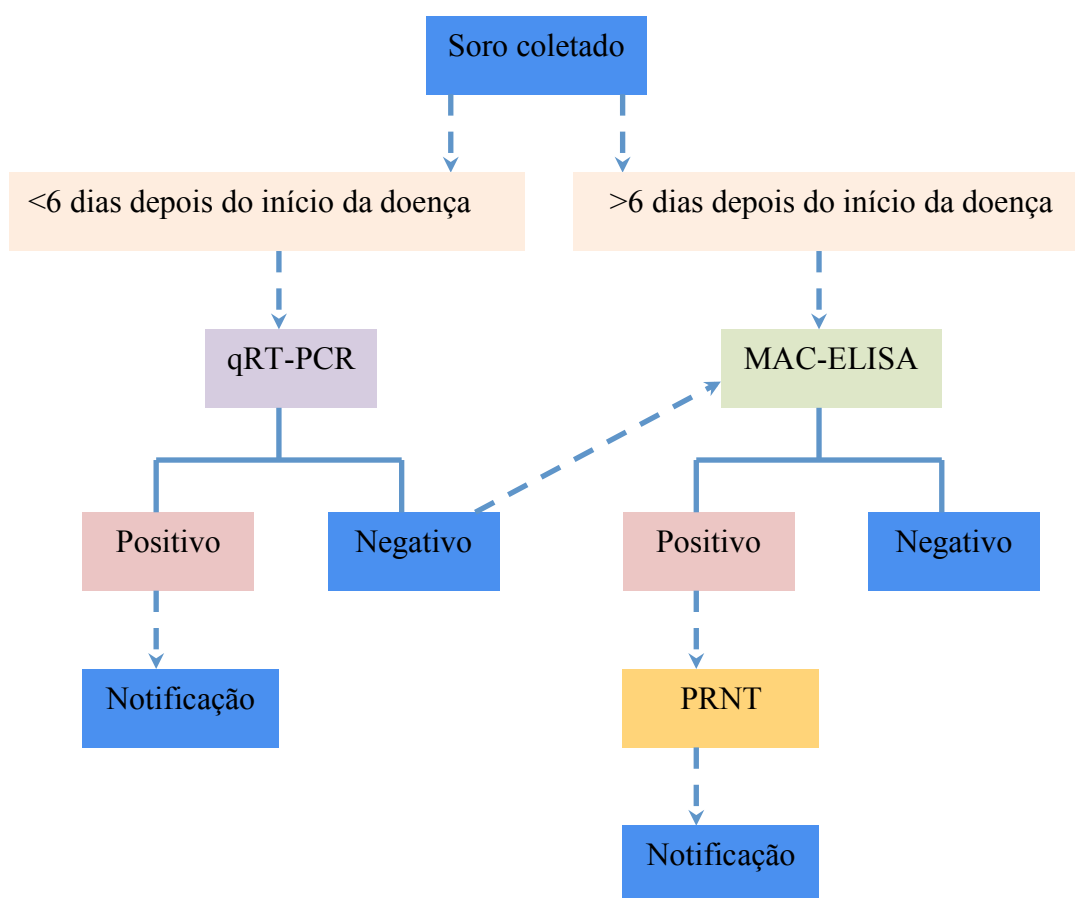 Soro coletado
<6 dias depois do início da doença
>6 dias depois do início da doença
qRT-PCR
MAC-ELISA
Positivo
Negativo
Positivo
Negativo
Notificação
PRNT
Notificação